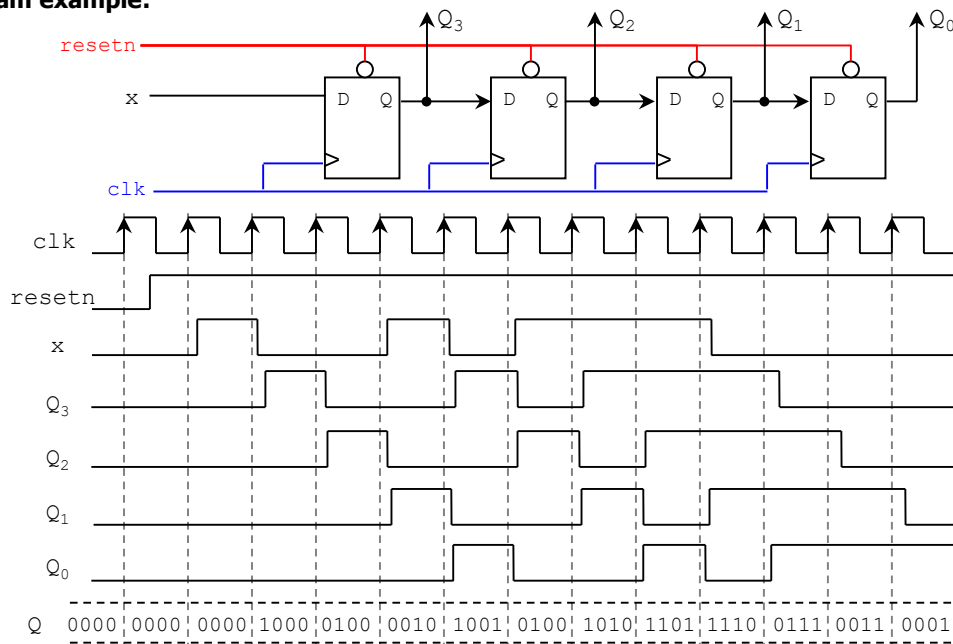 am example:
Q3 Q2 Q1 Q0
resetn
x D Q D Q D Q D Q
clk
clk
resetn
x
Q3
Q2
Q1
Q0
Q 0000 0000 0000 1000 0100 0010 1001 0100 1010 1101 1110 0111 0011 0001